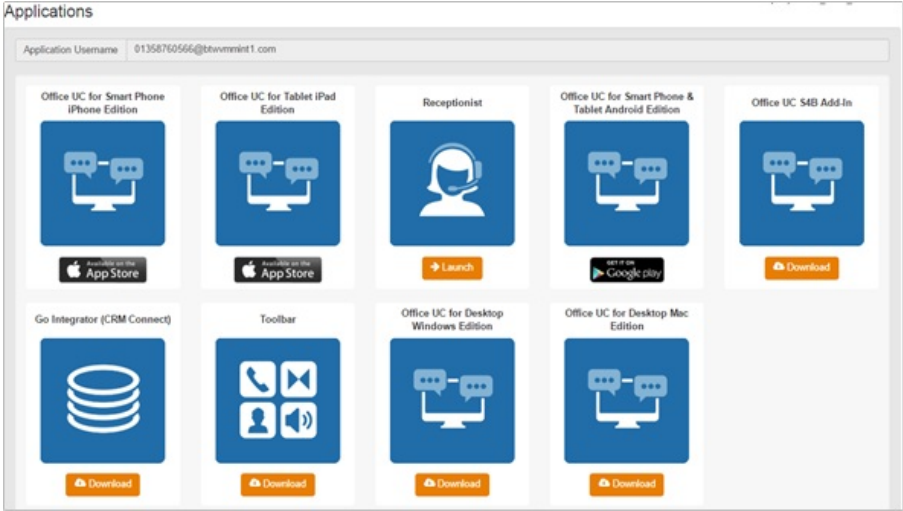 Applications
Application Username 01358760566@btwvmmint1.com
Office UC for Smart Phone
iPhone Edition
Available on the
App Store
Office UC for Tablet iPad
Edition
Available on the
App Store
Receptionist
Launch
Office UC for Smart Phone &
Tablet Android Edition
GET IT ON
Google play
Office UC S4B Add-In
Download
Go Integrator (CRM Connect)
Download
Toolbar
Download
Office UC for Desktop
Windows Edition
Download
Office UC for Desktop Mac
Edition
Download